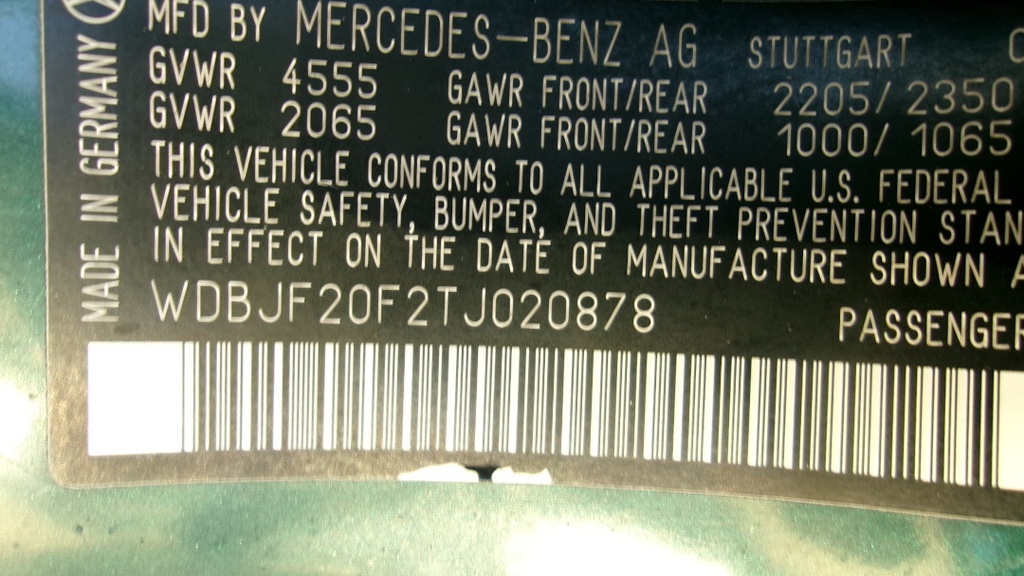 MFD BY MERCEDES-BENZ AG STUTTGART
GVWR 4555 GAWR FRONT/REAR 2205/ 2350
GVWR 2065 GAWR FRONT/REAR 1000/ 1065
THIS VEHICLE CONFORMS TO ALL APPLICABLE U.S. FEDERAL
VEHICLE SAFETY, BUMPER, AND THEFT PREVENTION STAN
IN EFFECT ON THE DATE OF MANUFACTURE SHOWN A
WDBJF20F2TJ020878
PASSENGER
MADE IN GERMANY